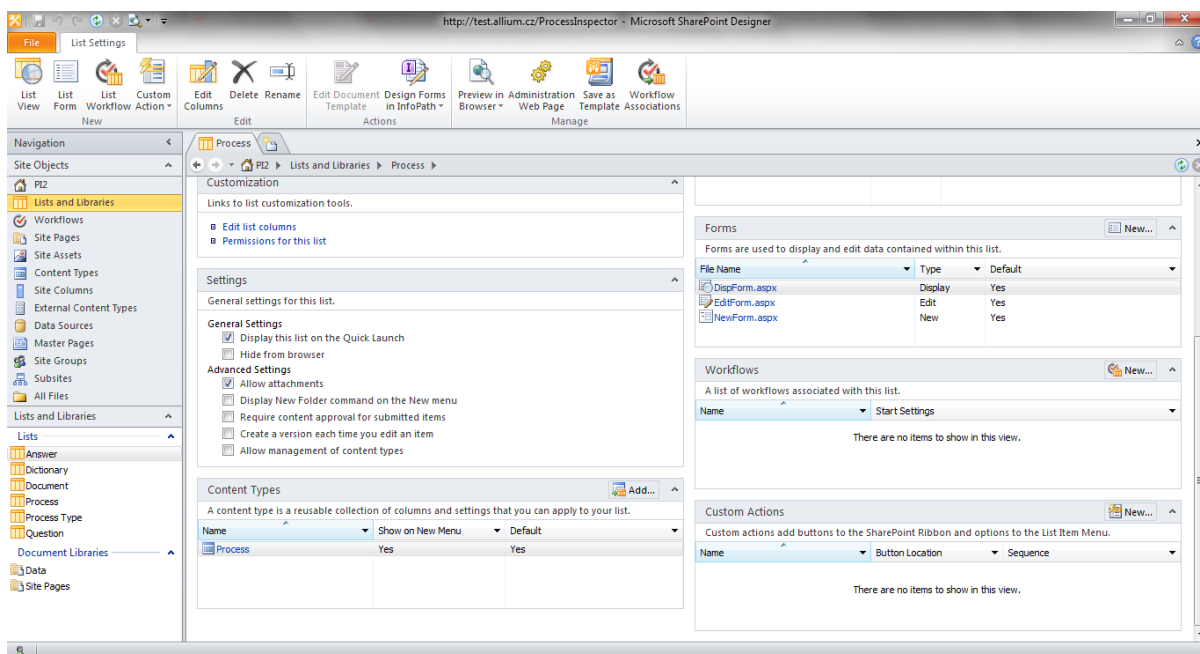 http://test.allium.cz/ProcessInspector - Microsoft SharePoint Designer
File
List Settings
List View
List Form
List Workflow
Custom Action
New
Edit Columns
Delete
Rename
Edit
Edit Document Template
Design Forms in InfoPath
Actions
Preview in Browser
Administration Web Page
Save as Template
Workflow Associations
Manage
Navigation
Process
Site Objects
PI2
Lists and Libraries
Process
PI2
Lists and Libraries
Workflows
Site Pages
Site Assets
Content Types
Site Columns
External Content Types
Data Sources
Master Pages
Site Groups
Subsites
All Files
Lists and Libraries
Lists
Answer
Dictionary
Document
Process
Process Type
Question
Document Libraries
Data
Site Pages
Customization
Links to list customization tools.
Edit list columns
Permissions for this list
Settings
General settings for this list.
General Settings
Display this list on the Quick Launch
Hide from browser
Advanced Settings
Allow attachments
Display New Folder command on the New menu
Require content approval for submitted items
Create a version each time you edit an item
Allow management of content types
Content Types
Add...
A content type is a reusable collection of columns and settings that you can apply to your list.
Name Show on New Menu Default
Process Yes Yes
Forms
New...
Forms are used to display and edit data contained within this list.
File Name Type Default
DispForm.aspx Display Yes
EditForm.aspx Edit Yes
NewForm.aspx New Yes
Workflows
New...
A list of workflows associated with this list.
Name Start Settings
There are no items to show in this view.
Custom Actions
New...
Custom actions add buttons to the SharePoint Ribbon and options to the List Item Menu.
Name Button Location Sequence
There are no items to show in this view.